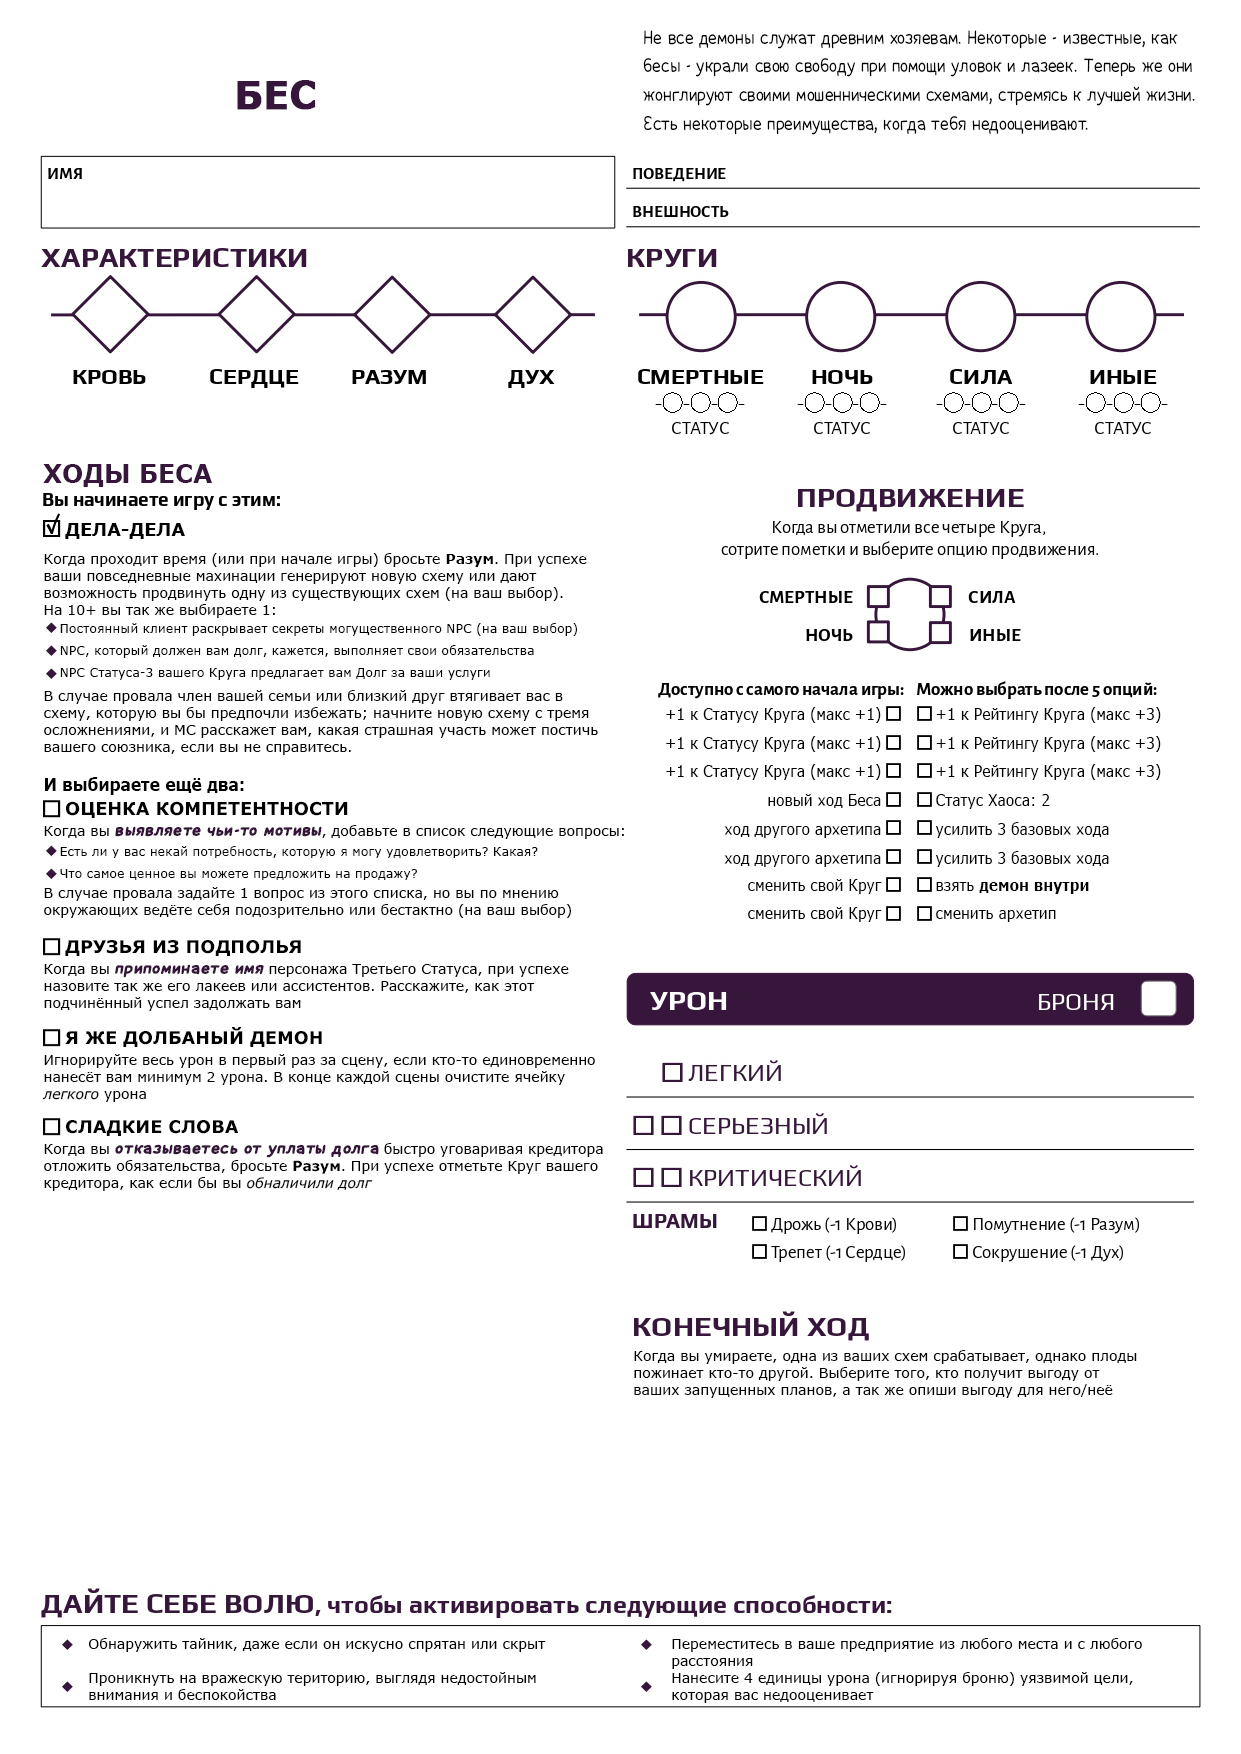 БЕС
Не все демоны служат древним хозяевам. Некоторые - известные, как
бесы - украли свою свободу при помощи уловок и лазеек. Теперь же они
жонглируют своими мошенническими схемами, стремясь к лучшей жизни.
Есть некоторые преимущества, когда тебя недооценивают.
ИМЯ
ПОВЕДЕНИЕ
ВНЕШНОСТЬ
ХАРАКТЕРИСТИКИ
КРОВЬ СЕРДЦЕ РАЗУМ ДУХ
КРУГИ
СМЕРТНЫЕ НОЧЬ СИЛА ИНЫЕ
СТАТУС СТАТУС СТАТУС СТАТУС
ХОДЫ БЕСА
Вы начинаете игру с этим:
ДЕЛА-ДЕЛА
Когда проходит время (или при начале игры) бросьте Разум. При успехе
ваши повседневные махинации генерируют новую схему или дают
возможность продвинуть одну из существующих схем (на ваш выбор).
На 10+ вы так же выбираете 1:
◆ Постоянный клиент раскрывает секреты могущественного NPC (на ваш выбор)
◆ NPC, который должен вам долг, кажется, выполняет свои обязательства
◆ NPC Статуса-3 вашего Круга предлагает вам Долг за ваши услуги
В случае провала член вашей семьи или близкий друг втягивает вас в
схему, которую вы бы предпочли избежать; начните новую схему с тремя
осложнениями, и МС расскажет вам, какая страшная участь может постичь
вашего союзника, если вы не справитесь.
И выбираете ещё два:
ОЦЕНКА КОМПЕТЕНТНОСТИ
Когда вы выявляете чьи-то мотивы, добавьте в список следующие вопросы:
◆ Есть ли у вас некай потребность, которую я могу удовлетворить? Какая?
◆ Что самое ценное вы можете предложить на продажу?
В случае провала задайте 1 вопрос из этого списка, но вы по мнению
окружающих ведёте себя подозрительно или бестактно (на ваш выбор)
ДРУЗЬЯ ИЗ ПОДПОЛЬЯ
Когда вы припоминаете имя персонажа Третьего Статуса, при успехе
назовите так же его лакеев или ассистентов. Расскажите, как этот
подчинённый успел задолжать вам
Я ЖЕ ДОЛБАНЫЙ ДЕМОН
Игнорируйте весь урон в первый раз за сцену, если кто-то единовременно
нанесёт вам минимум 2 урона. В конце каждой сцены очистите ячейку
легкого урона
СЛАДКИЕ СЛОВА
Когда вы отказываетесь от уплаты долга быстро уговаривая кредитора
отложить обязательства, бросьте Разум. При успехе отметьте Круг вашего
кредитора, как если бы вы обналичили долг
ПРОДВИЖЕНИЕ
Когда вы отметили все четыре Круга,
сотрите пометки и выберите опцию продвижения.
СМЕРТНЫЕ СИЛА
НОЧЬ ИНЫЕ
Доступно с самого начала игры: Можно выбрать после 5 опций:
+1 к Статусу Круга (макс +1) +1 к Рейтингу Круга (макс +3)
+1 к Статусу Круга (макс +1) +1 к Рейтингу Круга (макс +3)
+1 к Статусу Круга (макс +1) +1 к Рейтингу Круга (макс +3)
новый ход Беса Статус Хаоса: 2
ход другого архетипа усилить 3 базовых хода
ход другого архетипа усилить 3 базовых хода
сменить свой Круг взять демон внутри
сменить свой Круг сменить архетип
УРОН БРОНЯ
ЛЕГКИЙ
СЕРЬЕЗНЫЙ
КРИТИЧЕСКИЙ
ШРАМЫ Дрожь (-1 Крови) Помутнение (-1 Разум)
Трепет (-1 Сердце) Сокрушение (-1 Дух)
КОНЕЧНЫЙ ХОД
Когда вы умираете, одна из ваших схем срабатывает, однако плоды
пожинает кто-то другой. Выберите того, кто получит выгоду от
ваших запущенных планов, а так же опиши выгоду для него/неё
ДАЙТЕ СЕБЕ ВОЛЮ, чтобы активировать следующие способности:
◆ Обнаружить тайник, даже если он искусно спрятан или скрыт
◆ Проникнуть на вражескую територию, выглядя недостойным
внимания и беспокойства
◆ Переместитесь в ваше предприятие из любого места и с любого
расстояния
◆ Нанесите 4 единицы урона (игнорируя броню) уязвимой цели,
которая вас недооценивает